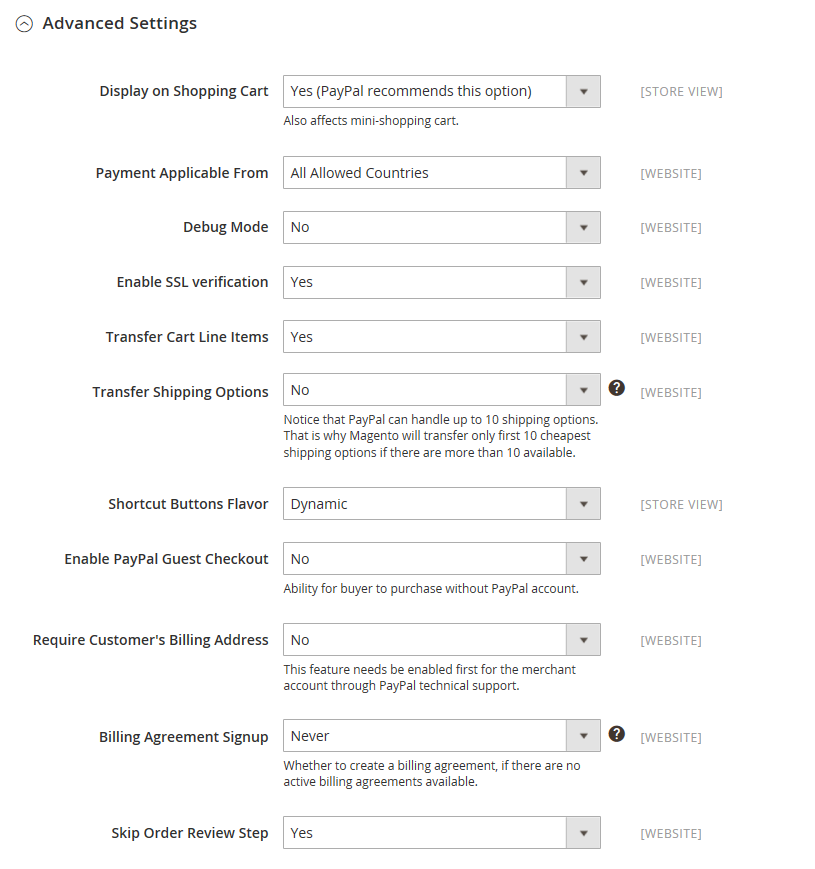 Advanced Settings
Display on Shopping Cart Yes (PayPal recommends this option) [STORE VIEW]
Also affects mini-shopping cart.
Payment Applicable From All Allowed Countries [WEBSITE]
Debug Mode No [WEBSITE]
Enable SSL verification Yes [WEBSITE]
Transfer Cart Line Items Yes [WEBSITE]
Transfer Shipping Options No ? [WEBSITE]
Notice that PayPal can handle up to 10 shipping options.
That is why Magento will transfer only first 10 cheapest
shipping options if there are more than 10 available.
Shortcut Buttons Flavor Dynamic [STORE VIEW]
Enable PayPal Guest Checkout No [WEBSITE]
Ability for buyer to purchase without PayPal account.
Require Customer's Billing Address No [WEBSITE]
This feature needs be enabled first for the merchant
account through PayPal technical support.
Billing Agreement Signup Never ? [WEBSITE]
Whether to create a billing agreement, if there are no
active billing agreements available.
Skip Order Review Step Yes [WEBSITE]